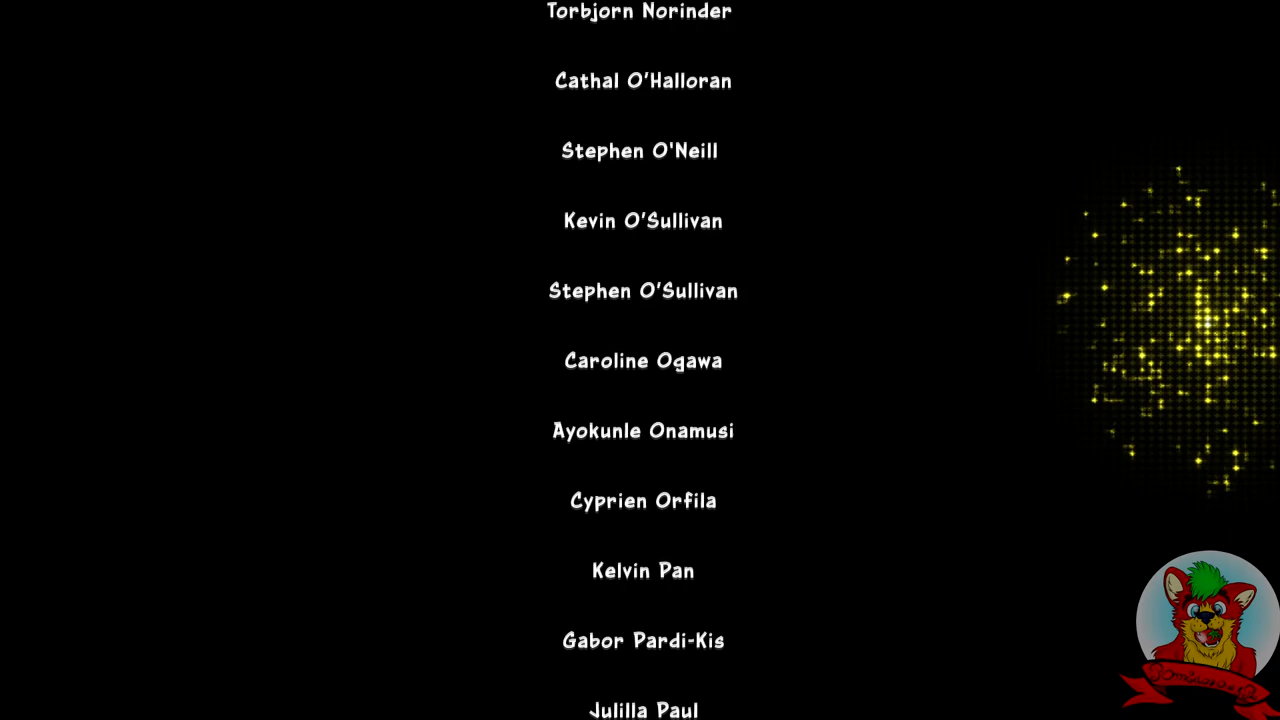 Torbjorn Norinder
Cathal O'Halloran
Stephen O'Neill
Kevin O'Sullivan
Stephen O'Sullivan
Caroline Ogawa
Ayokunle Onamusi
Cyprien Orfila
Kelvin Pan
Gabor Pardi-Kis
Julilla Paul